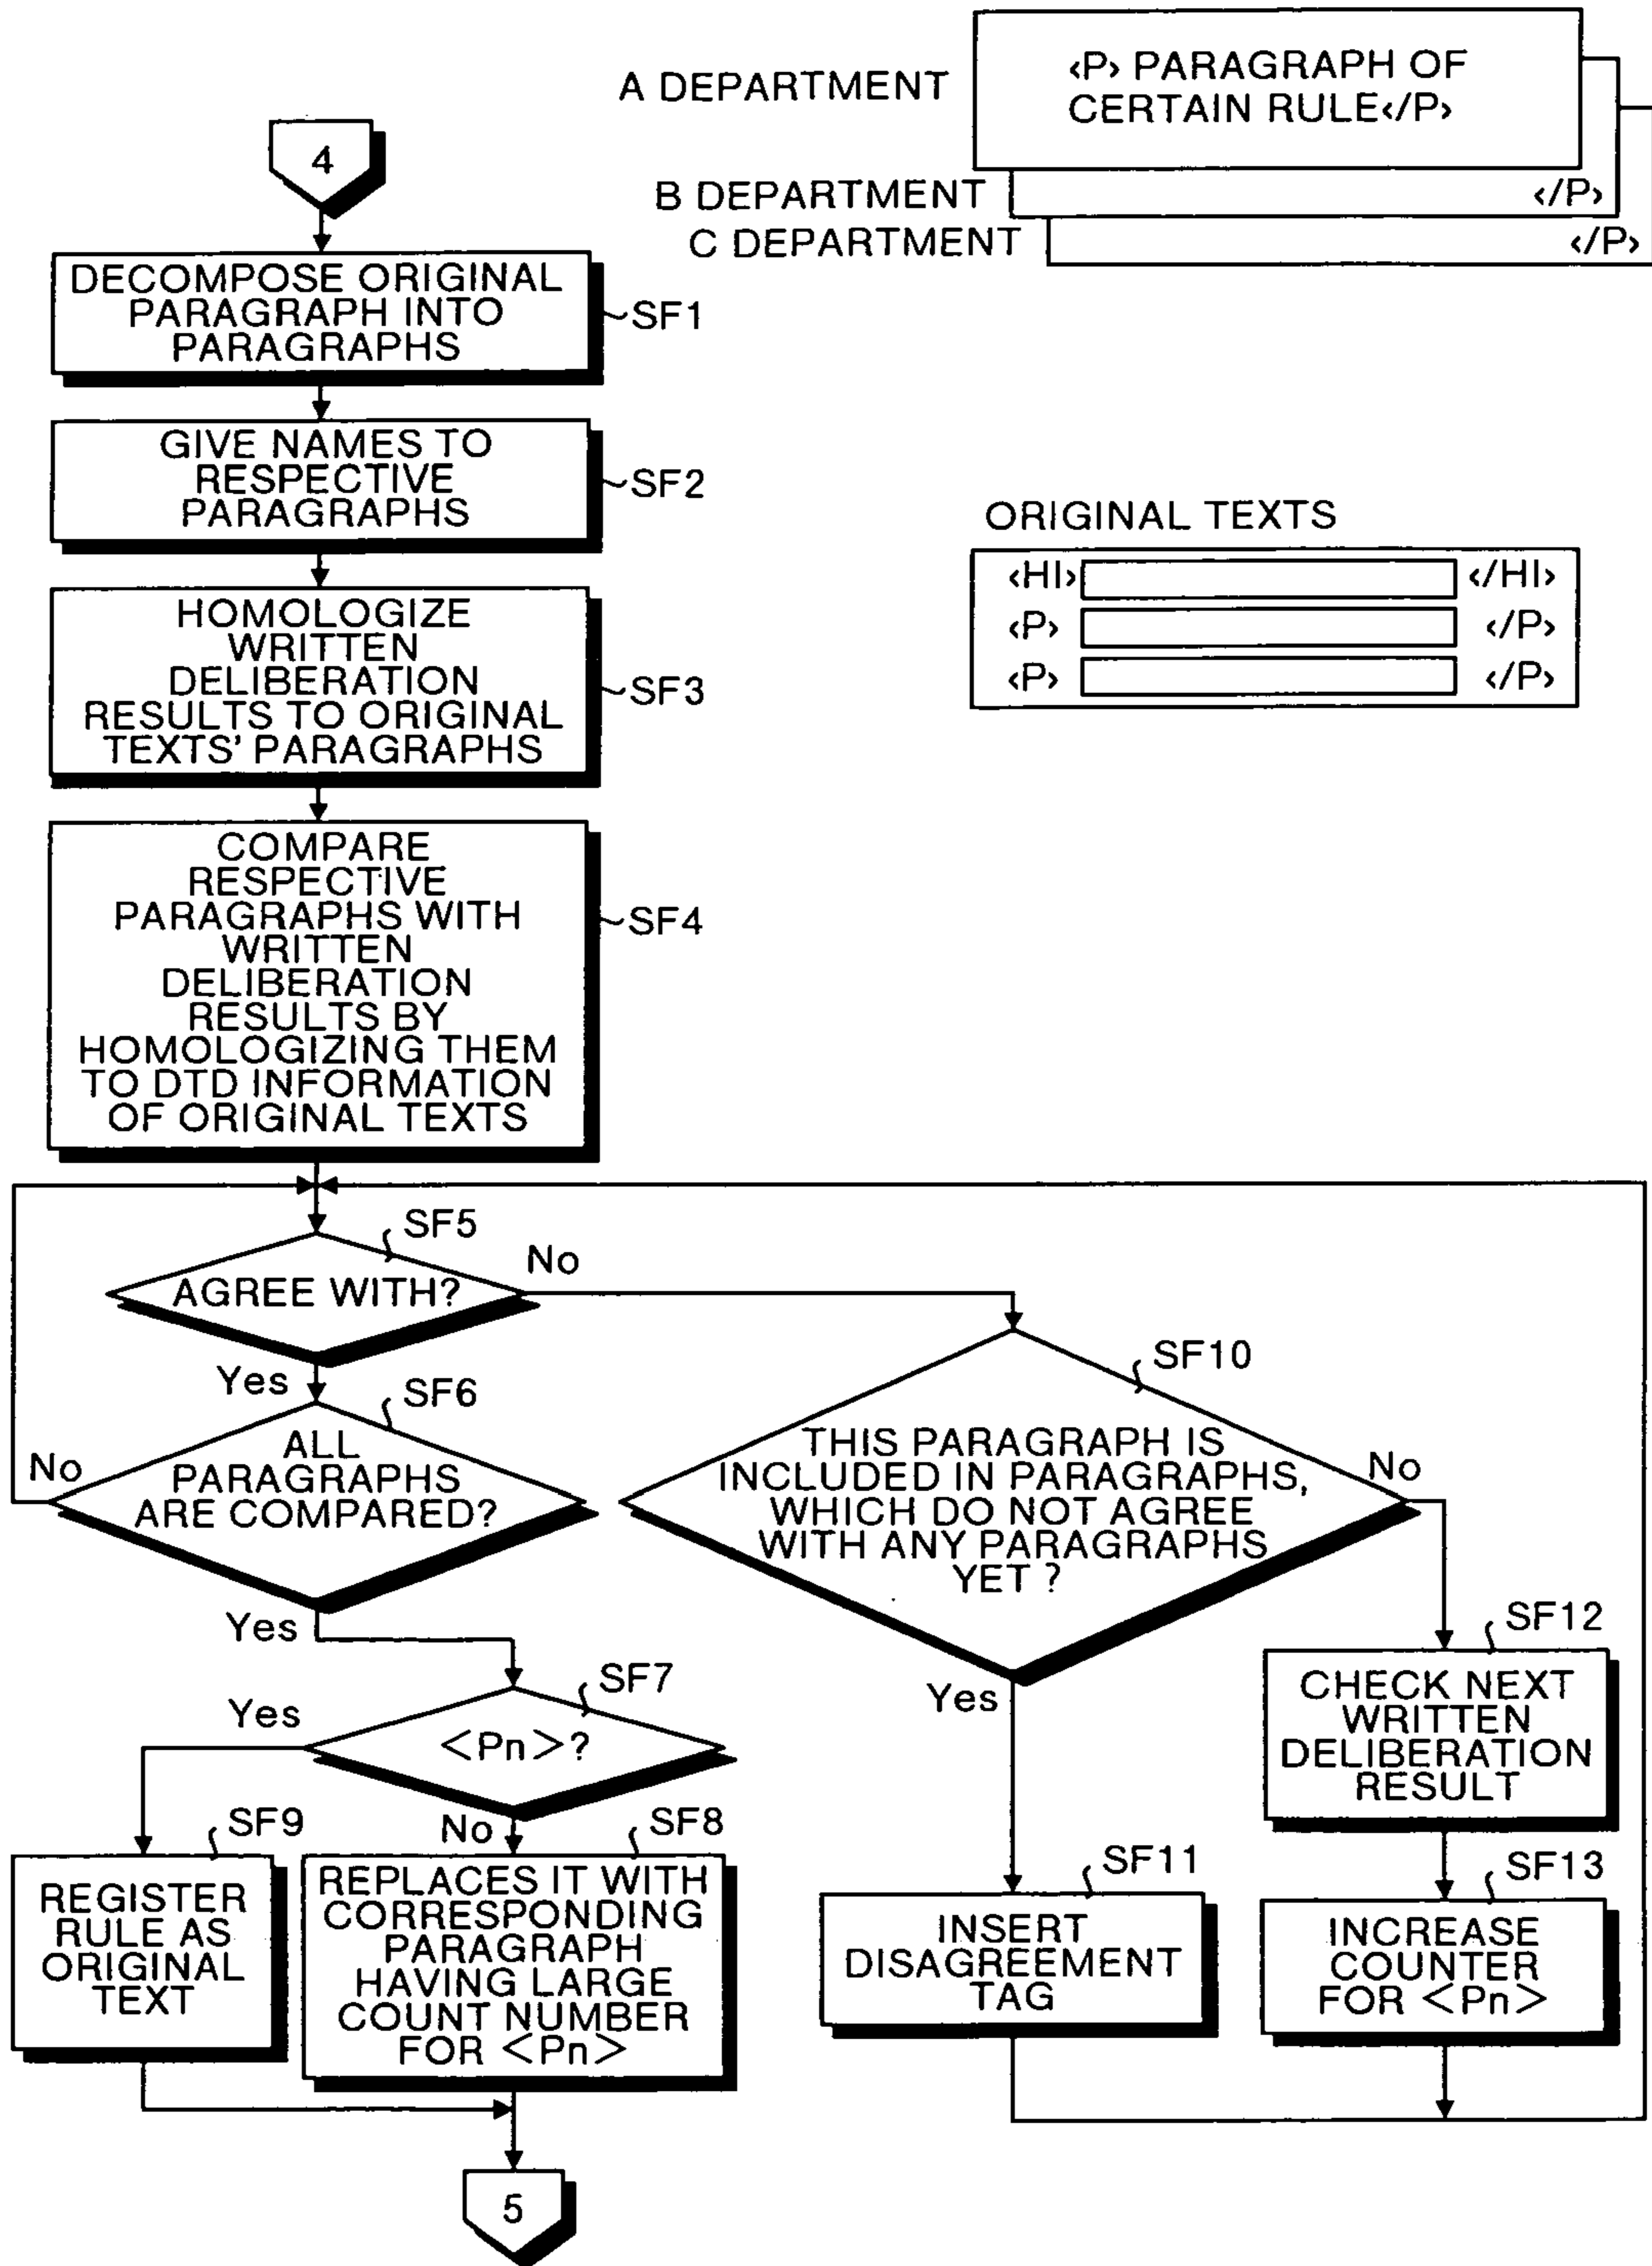 A DEPARTMENT
<P> PARAGRAPH OF
CERTAIN RULE</P>
B DEPARTMENT
</P>
C DEPARTMENT
</P>
4
DECOMPOSE ORIGINAL
PARAGRAPH INTO
PARAGRAPHS
SF1
GIVE NAMES TO
RESPECTIVE
PARAGRAPHS
SF2
ORIGINAL TEXTS
<HI> </HI>
<P> </P>
<P> </P>
HOMOLOGIZE
WRITTEN
DELIBERATION
RESULTS TO ORIGINAL
TEXTS' PARAGRAPHS
SF3
COMPARE
RESPECTIVE
PARAGRAPHS WITH
WRITTEN
DELIBERATION
RESULTS BY
HOMOLOGIZING THEM
TO DTD INFORMATION
OF ORIGINAL TEXTS
SF4
SF5
AGREE WITH?
No
Yes
SF6
ALL
PARAGRAPHS
ARE COMPARED?
No
Yes
SF10
THIS PARAGRAPH IS
INCLUDED IN PARAGRAPHS,
WHICH DO NOT AGREE
WITH ANY PARAGRAPHS
YET ?
No
Yes
SF7
<Pn>?
Yes
No
SF9
REGISTER
RULE AS
ORIGINAL
TEXT
SF8
REPLACES IT WITH
CORRESPONDING
PARAGRAPH
HAVING LARGE
COUNT NUMBER
FOR <Pn>
SF11
INSERT
DISAGREEMENT
TAG
SF12
CHECK NEXT
WRITTEN
DELIBERATION
RESULT
SF13
INCREASE
COUNTER
FOR <Pn>
5